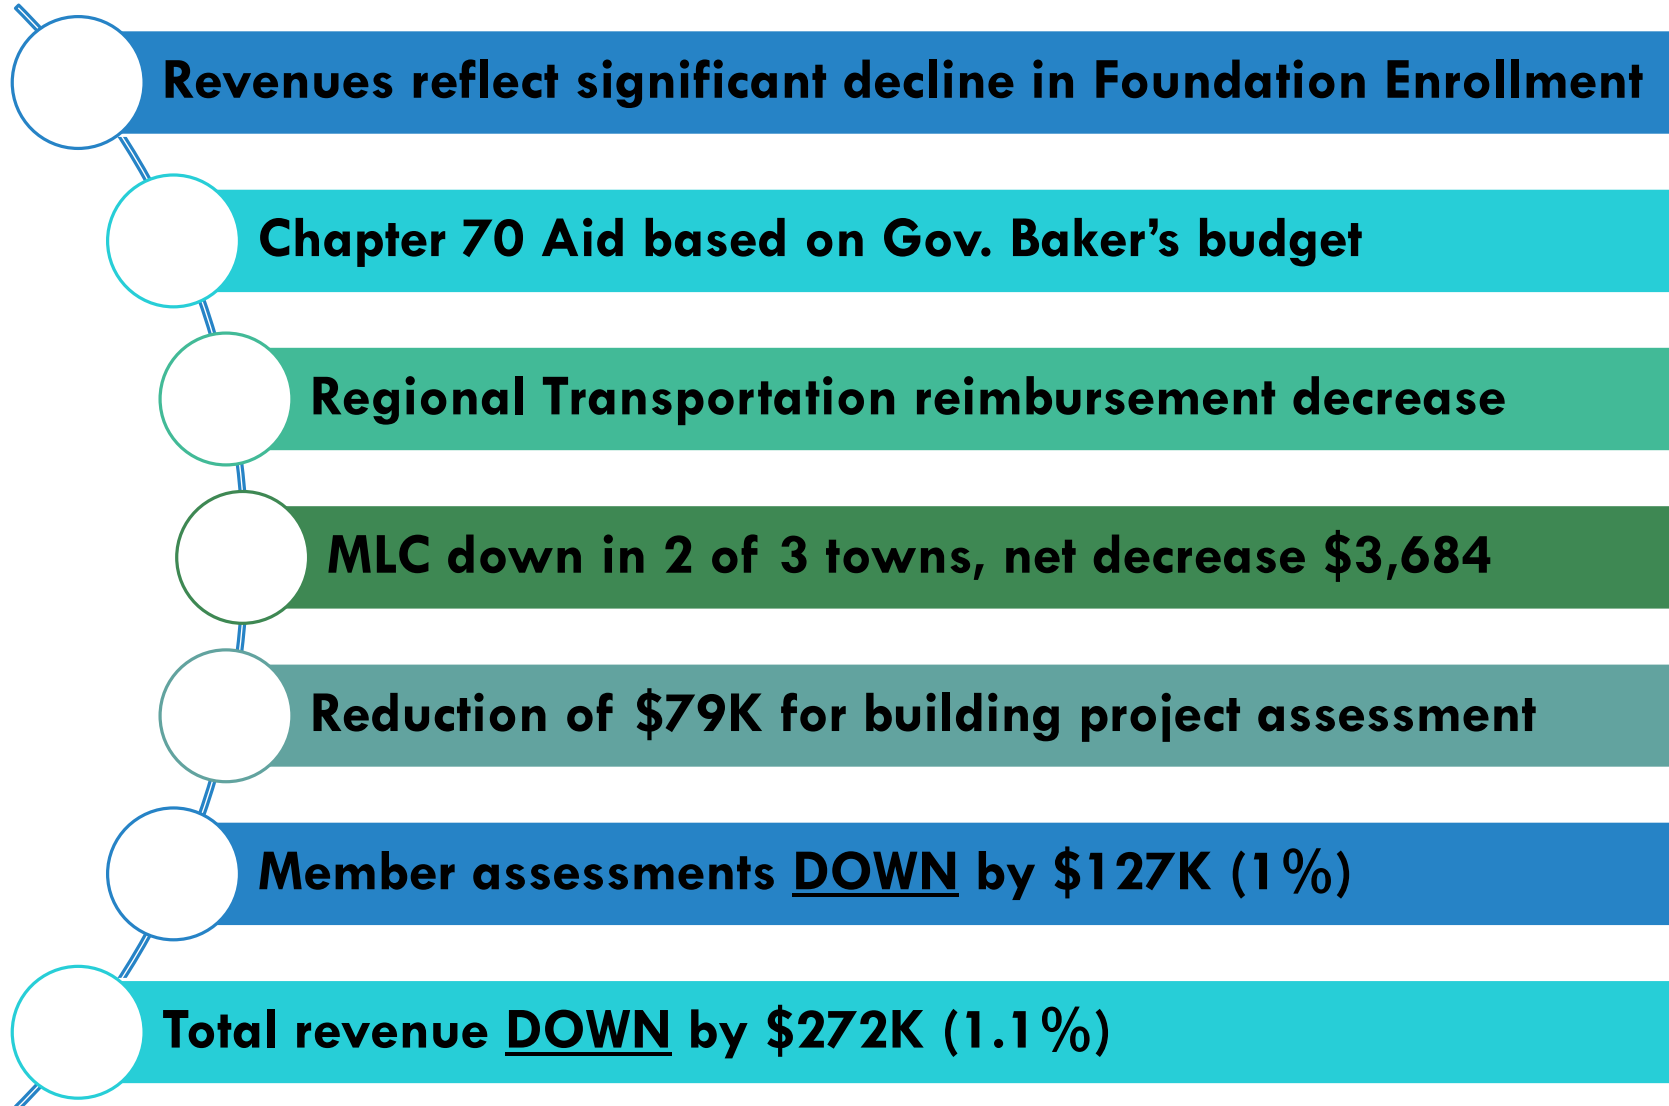 Revenues reflect significant decline in Foundation Enrollment
Chapter 70 Aid based on Gov. Baker’s budget
Regional Transportation reimbursement decrease
MLC down in 2 of 3 towns, net decrease $3,684
Reduction of $79K for building project assessment
Member assessments DOWN by $127K (1%)
Total revenue DOWN by $272K (1.1%)